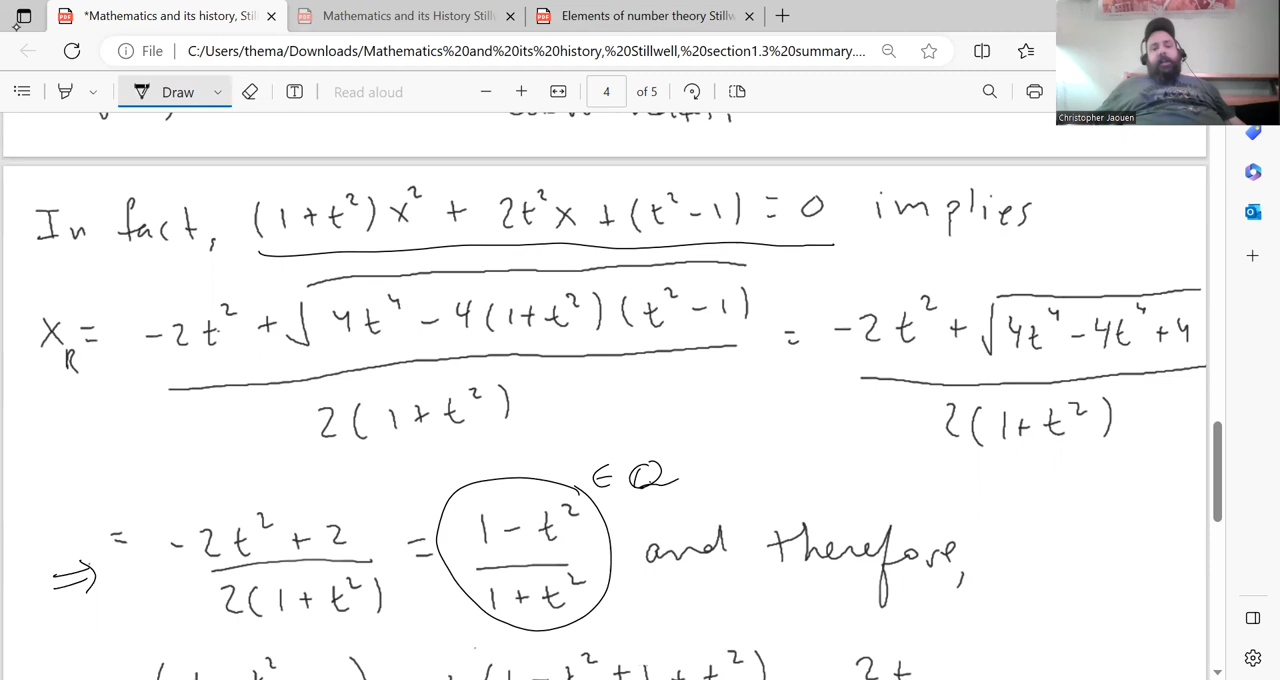 *Mathematics and its history, Stil
Mathematics and its History Stillv
Elements of number theory Stillw
File
C:/Users/thema/Downloads/Mathematics%20and%20its%20history,%20Stillwell,%20section1.3%20summary....
Draw
Read aloud
4 of 5
Christopher Jaouen
In fact, (1+t²)x² + 2t²x + (t²-1) = 0 implies
x_R = (-2t² + √(4t⁴ - 4(1+t²)(t²-1))) / 2(1+t²) = (-2t² + √(4t⁴ - 4t⁴ + 4)) / 2(1+t²)
⇒ = (-2t² + 2) / 2(1+t²) = (1-t²) / (1+t²) ∈ ℚ and therefore,